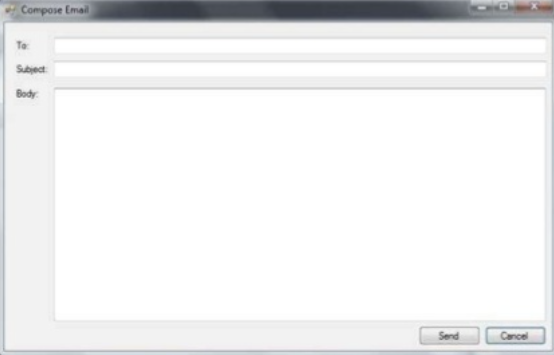 Compose Email
To:
Subject:
Body:
Send Cancel